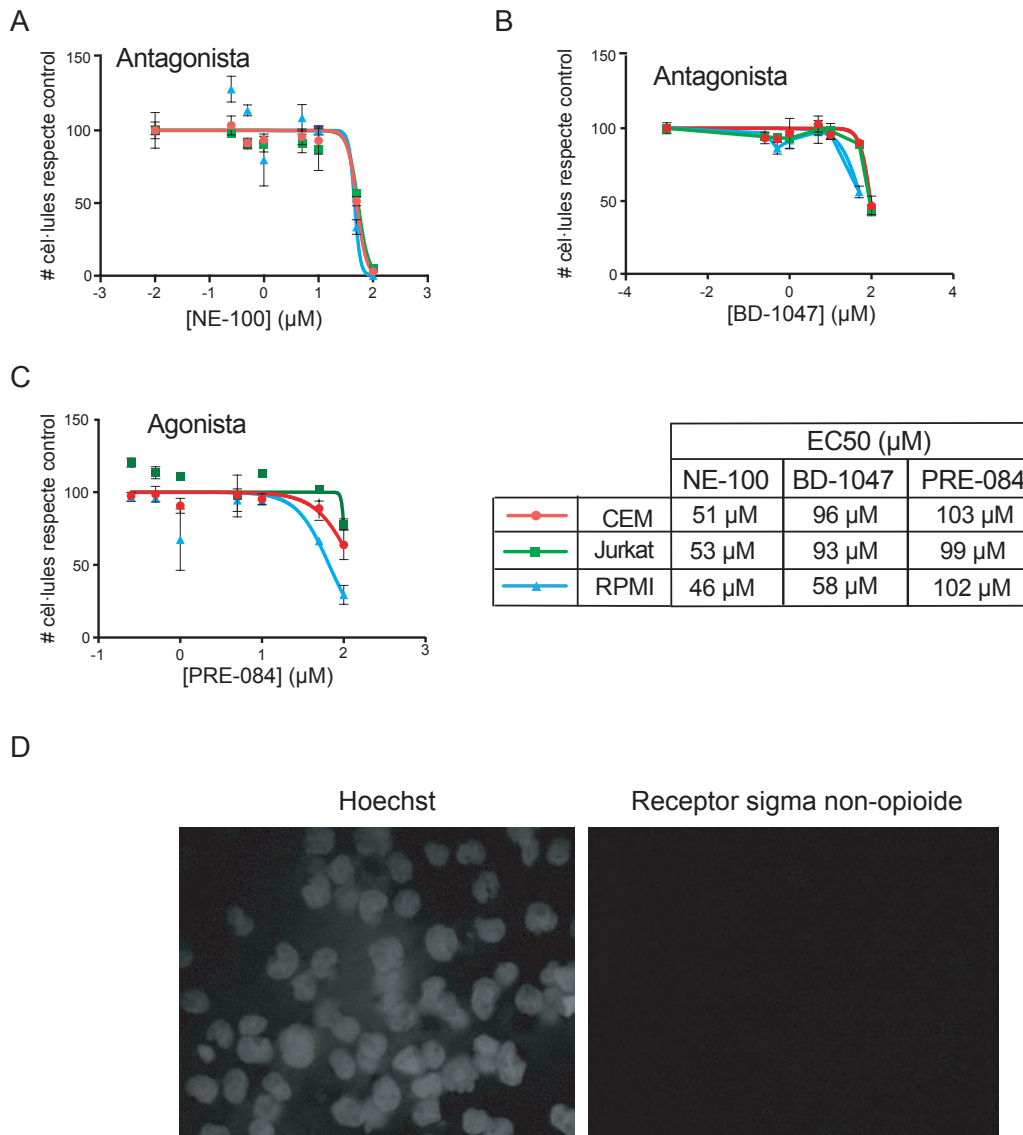 A
Antagonista
# cèl·lules respecte control
150
100
50
0
-3 -2 -1 0 1 2 3
[NE-100] (µM)
B
Antagonista
# cèl·lules respecte control
150
100
50
0
-4 -2 0 2 4
[BD-1047] (µM)
C
Agonista
# cèl·lules respecte control
150
100
50
0
-1 0 1 2 3
[PRE-084] (µM)
EC50 (µM)
NE-100 BD-1047 PRE-084
CEM 51 µM 96 µM 103 µM
Jurkat 53 µM 93 µM 99 µM
RPMI 46 µM 58 µM 102 µM
D
Hoechst Receptor sigma non-opioide